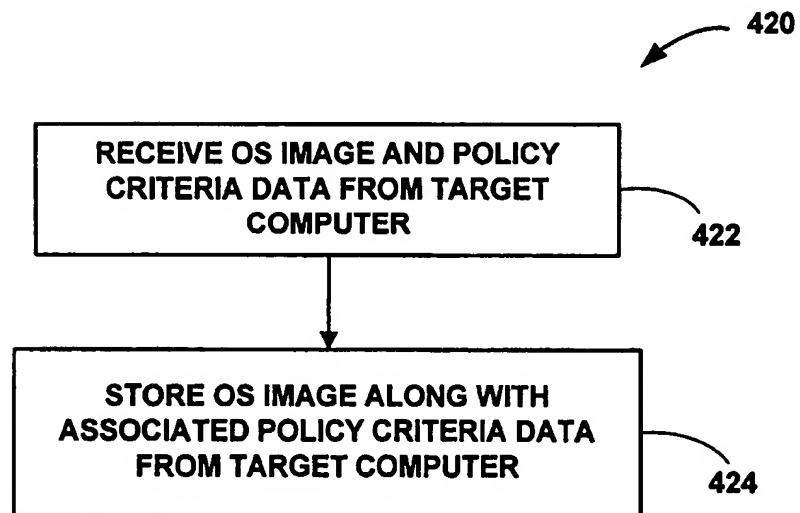 420
RECEIVE OS IMAGE AND POLICY
CRITERIA DATA FROM TARGET
COMPUTER
422
STORE OS IMAGE ALONG WITH
ASSOCIATED POLICY CRITERIA DATA
FROM TARGET COMPUTER
424